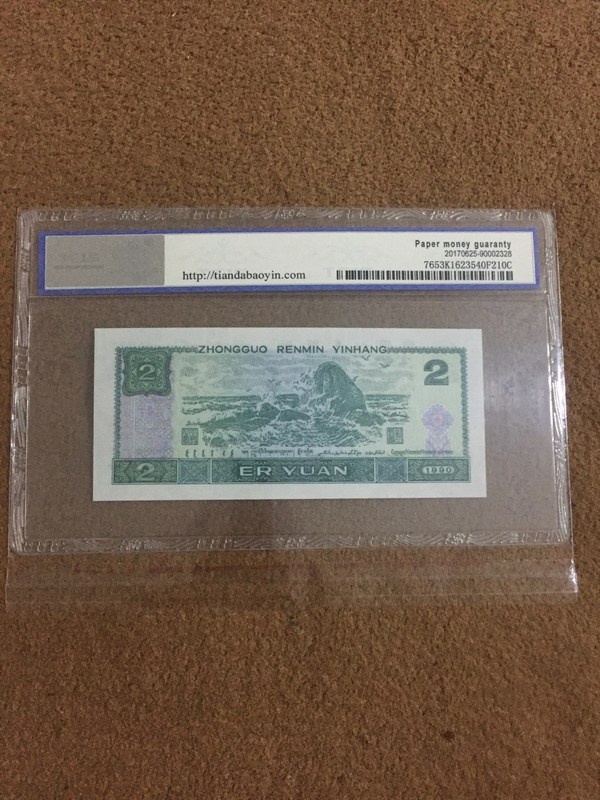 Paper money guaranty
20170625-90002328
http://tiandabaoyin.com
7653K1623540F210C
ZHONGGUO RENMIN YINHANG
2
2
2
ER YUAN
1990